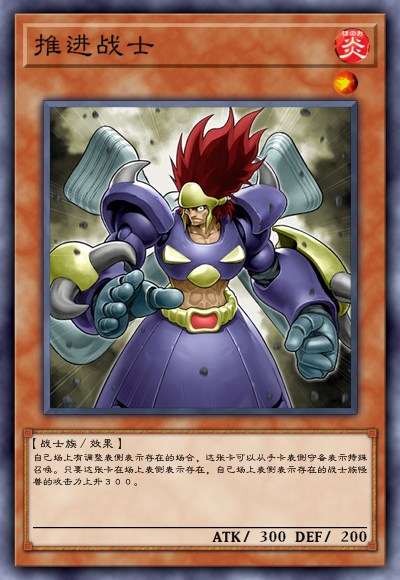 推进战士
ほのお
炎
【战士族／效果】
自己场上有调整表侧表示存在的场合，这张卡可以从手卡表侧守备表示特殊
召唤。只要这张卡在场上表侧表示存在，自己场上表侧表示存在的战士族怪
兽的攻击力上升３００。
ATK/ 300 DEF/ 200